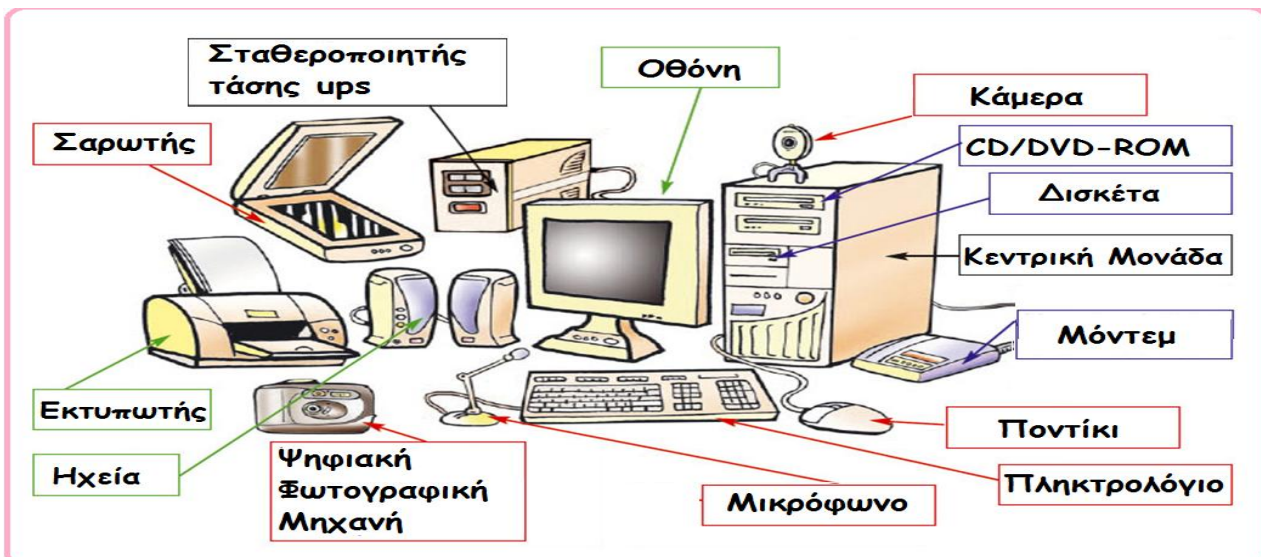 Σταθεροποιητής
τάσης ups
Οθόνη
Κάμερα
Σαρωτής
CD/DVD-ROM
Δισκέτα
Κεντρική Μονάδα
Μόντεμ
Εκτυπωτής
Ποντίκι
Ηχεία
Ψηφιακή
Φωτογραφική
Μηχανή
Μικρόφωνο
Πληκτρολόγιο